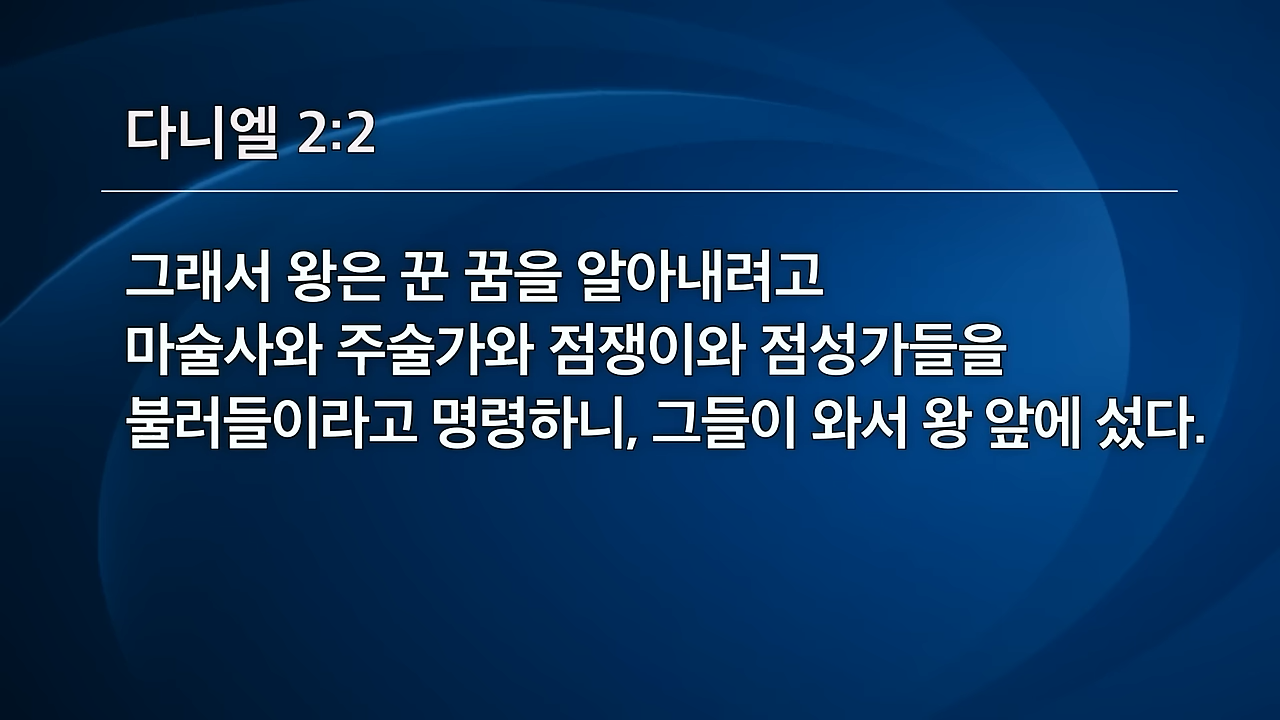 다니엘 2:2
그래서 왕은 꾼 꿈을 알아내려고
마술사와 주술가와 점쟁이와 점성가들을
불러들이라고 명령하니, 그들이 와서 왕 앞에 섰다.